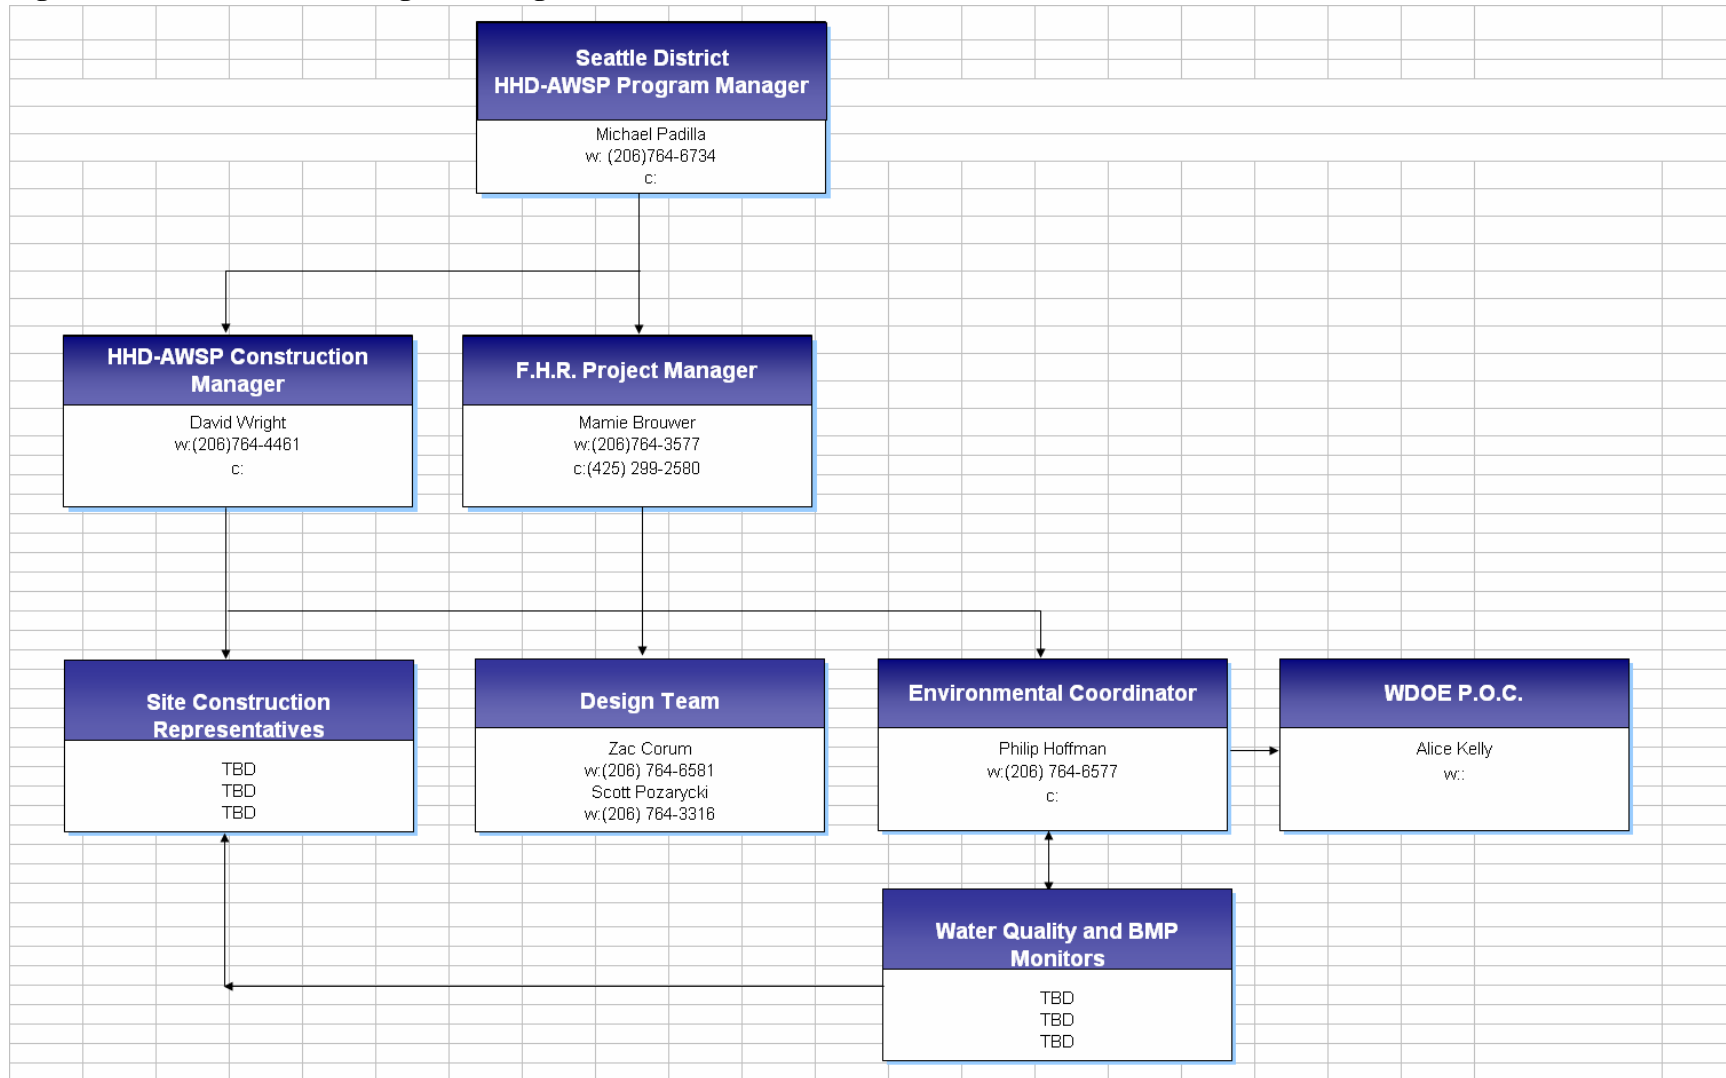 Seattle District
HHD-AWSP Program Manager
Michael Padilla
w: (206)764-6734
c:
HHD-AWSP Construction
Manager
David Wright
w:(206)764-4461
c:
F.H.R. Project Manager
Mamie Brouwer
w:(206)764-3577
c:(425) 299-2580
Site Construction
Representatives
TBD
TBD
TBD
Design Team
Zac Corum
w:(206) 764-6581
Scott Pozarycki
w:(206) 764-3316
Environmental Coordinator
Philip Hoffman
w:(206) 764-6577
c:
WDOE P.O.C.
Alice Kelly
w::
Water Quality and BMP
Monitors
TBD
TBD
TBD